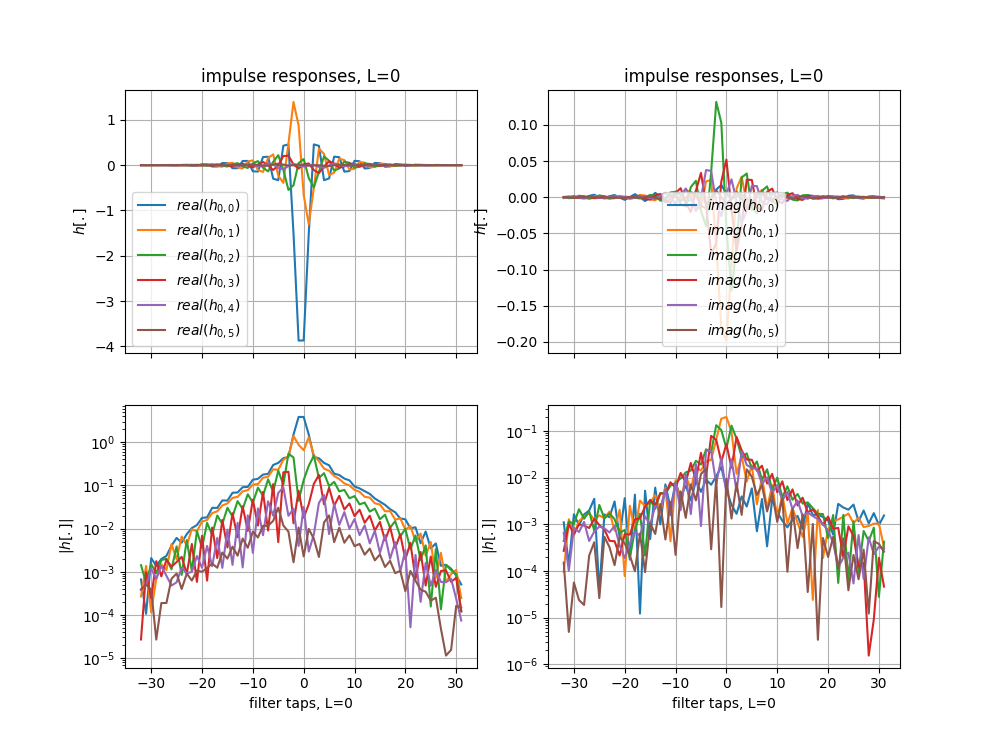 impulse responses, L=0
h[.]
1
0
−1
−2
−3
−4
real(h0,0)
real(h0,1)
real(h0,2)
real(h0,3)
real(h0,4)
real(h0,5)
impulse responses, L=0
h[.]
0.10
0.05
0.00
−0.05
−0.10
−0.15
−0.20
imag(h0,0)
imag(h0,1)
imag(h0,2)
imag(h0,3)
imag(h0,4)
imag(h0,5)
|h[.]|
10^0
10^−1
10^−2
10^−3
10^−4
10^−5
−30 −20 −10 0 10 20 30
filter taps, L=0
|h[.]|
10^−1
10^−2
10^−3
10^−4
10^−5
10^−6
−30 −20 −10 0 10 20 30
filter taps, L=0